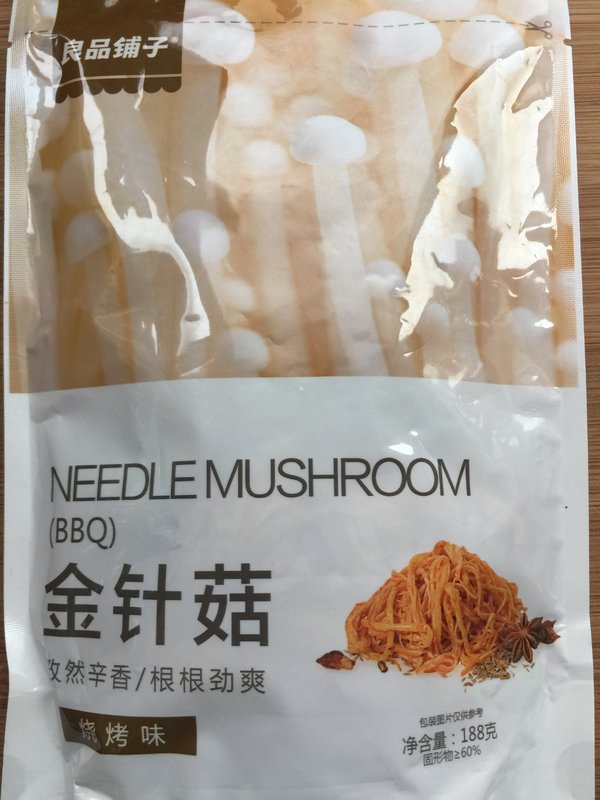 良品铺子®
NEEDLE MUSHROOM
(BBQ)
金针菇
孜然辛香/根根劲爽
烧烤味
包装图片仅供参考
净含量:188克
固形物≥60%